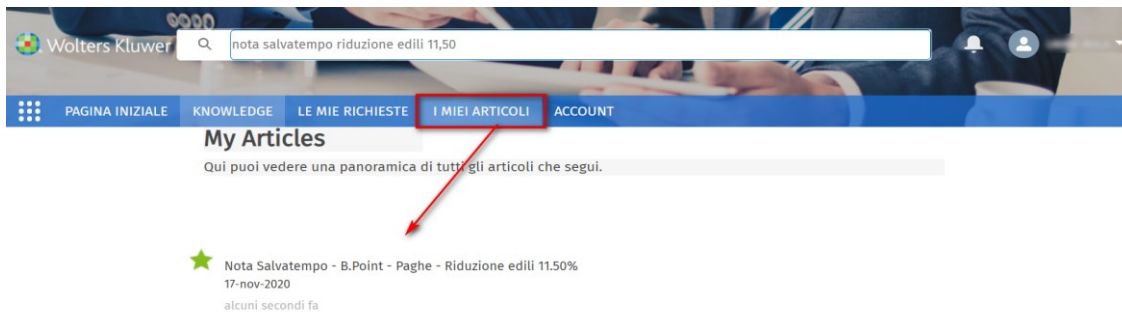 Wolters Kluwer
nota salvatempo riduzione edili 11,50
PAGINA INIZIALE KNOWLEDGE LE MIE RICHIESTE I MIEI ARTICOLI ACCOUNT
My Articles
Qui puoi vedere una panoramica di tutti gli articoli che segui.
Nota Salvatempo - B.Point - Paghe - Riduzione edili 11.50%
17-nov-2020
alcuni secondi fa